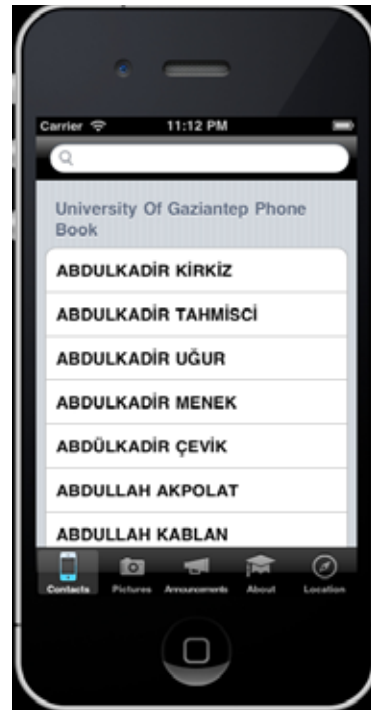 Carrier 11:12 PM
University Of Gaziantep Phone
Book
ABDULKADİR KİRKİZ
ABDULKADİR TAHMİSCİ
ABDULKADİR UĞUR
ABDULKADİR MENEK
ABDÜLKADİR ÇEVİK
ABDULLAH AKPOLAT
ABDULLAH KABLAN
Contacts Pictures Announcements About Location